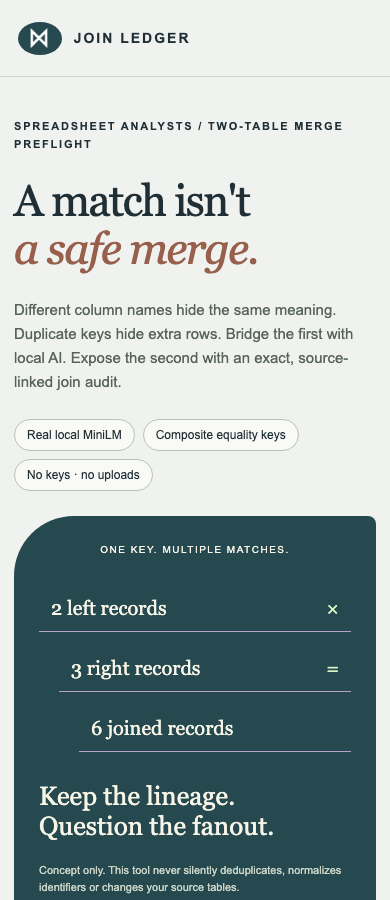 JOIN LEDGER
SPREADSHEET ANALYSTS / TWO-TABLE MERGE
PREFLIGHT
A match isn't
a safe merge.
Different column names hide the same meaning.
Duplicate keys hide extra rows. Bridge the first with
local AI. Expose the second with an exact, source-
linked join audit.
Real local MiniLM
Composite equality keys
No keys · no uploads
ONE KEY. MULTIPLE MATCHES.
2 left records ×
3 right records =
6 joined records
Keep the lineage.
Question the fanout.
Concept only. This tool never silently deduplicates, normalizes
identifiers or changes your source tables.